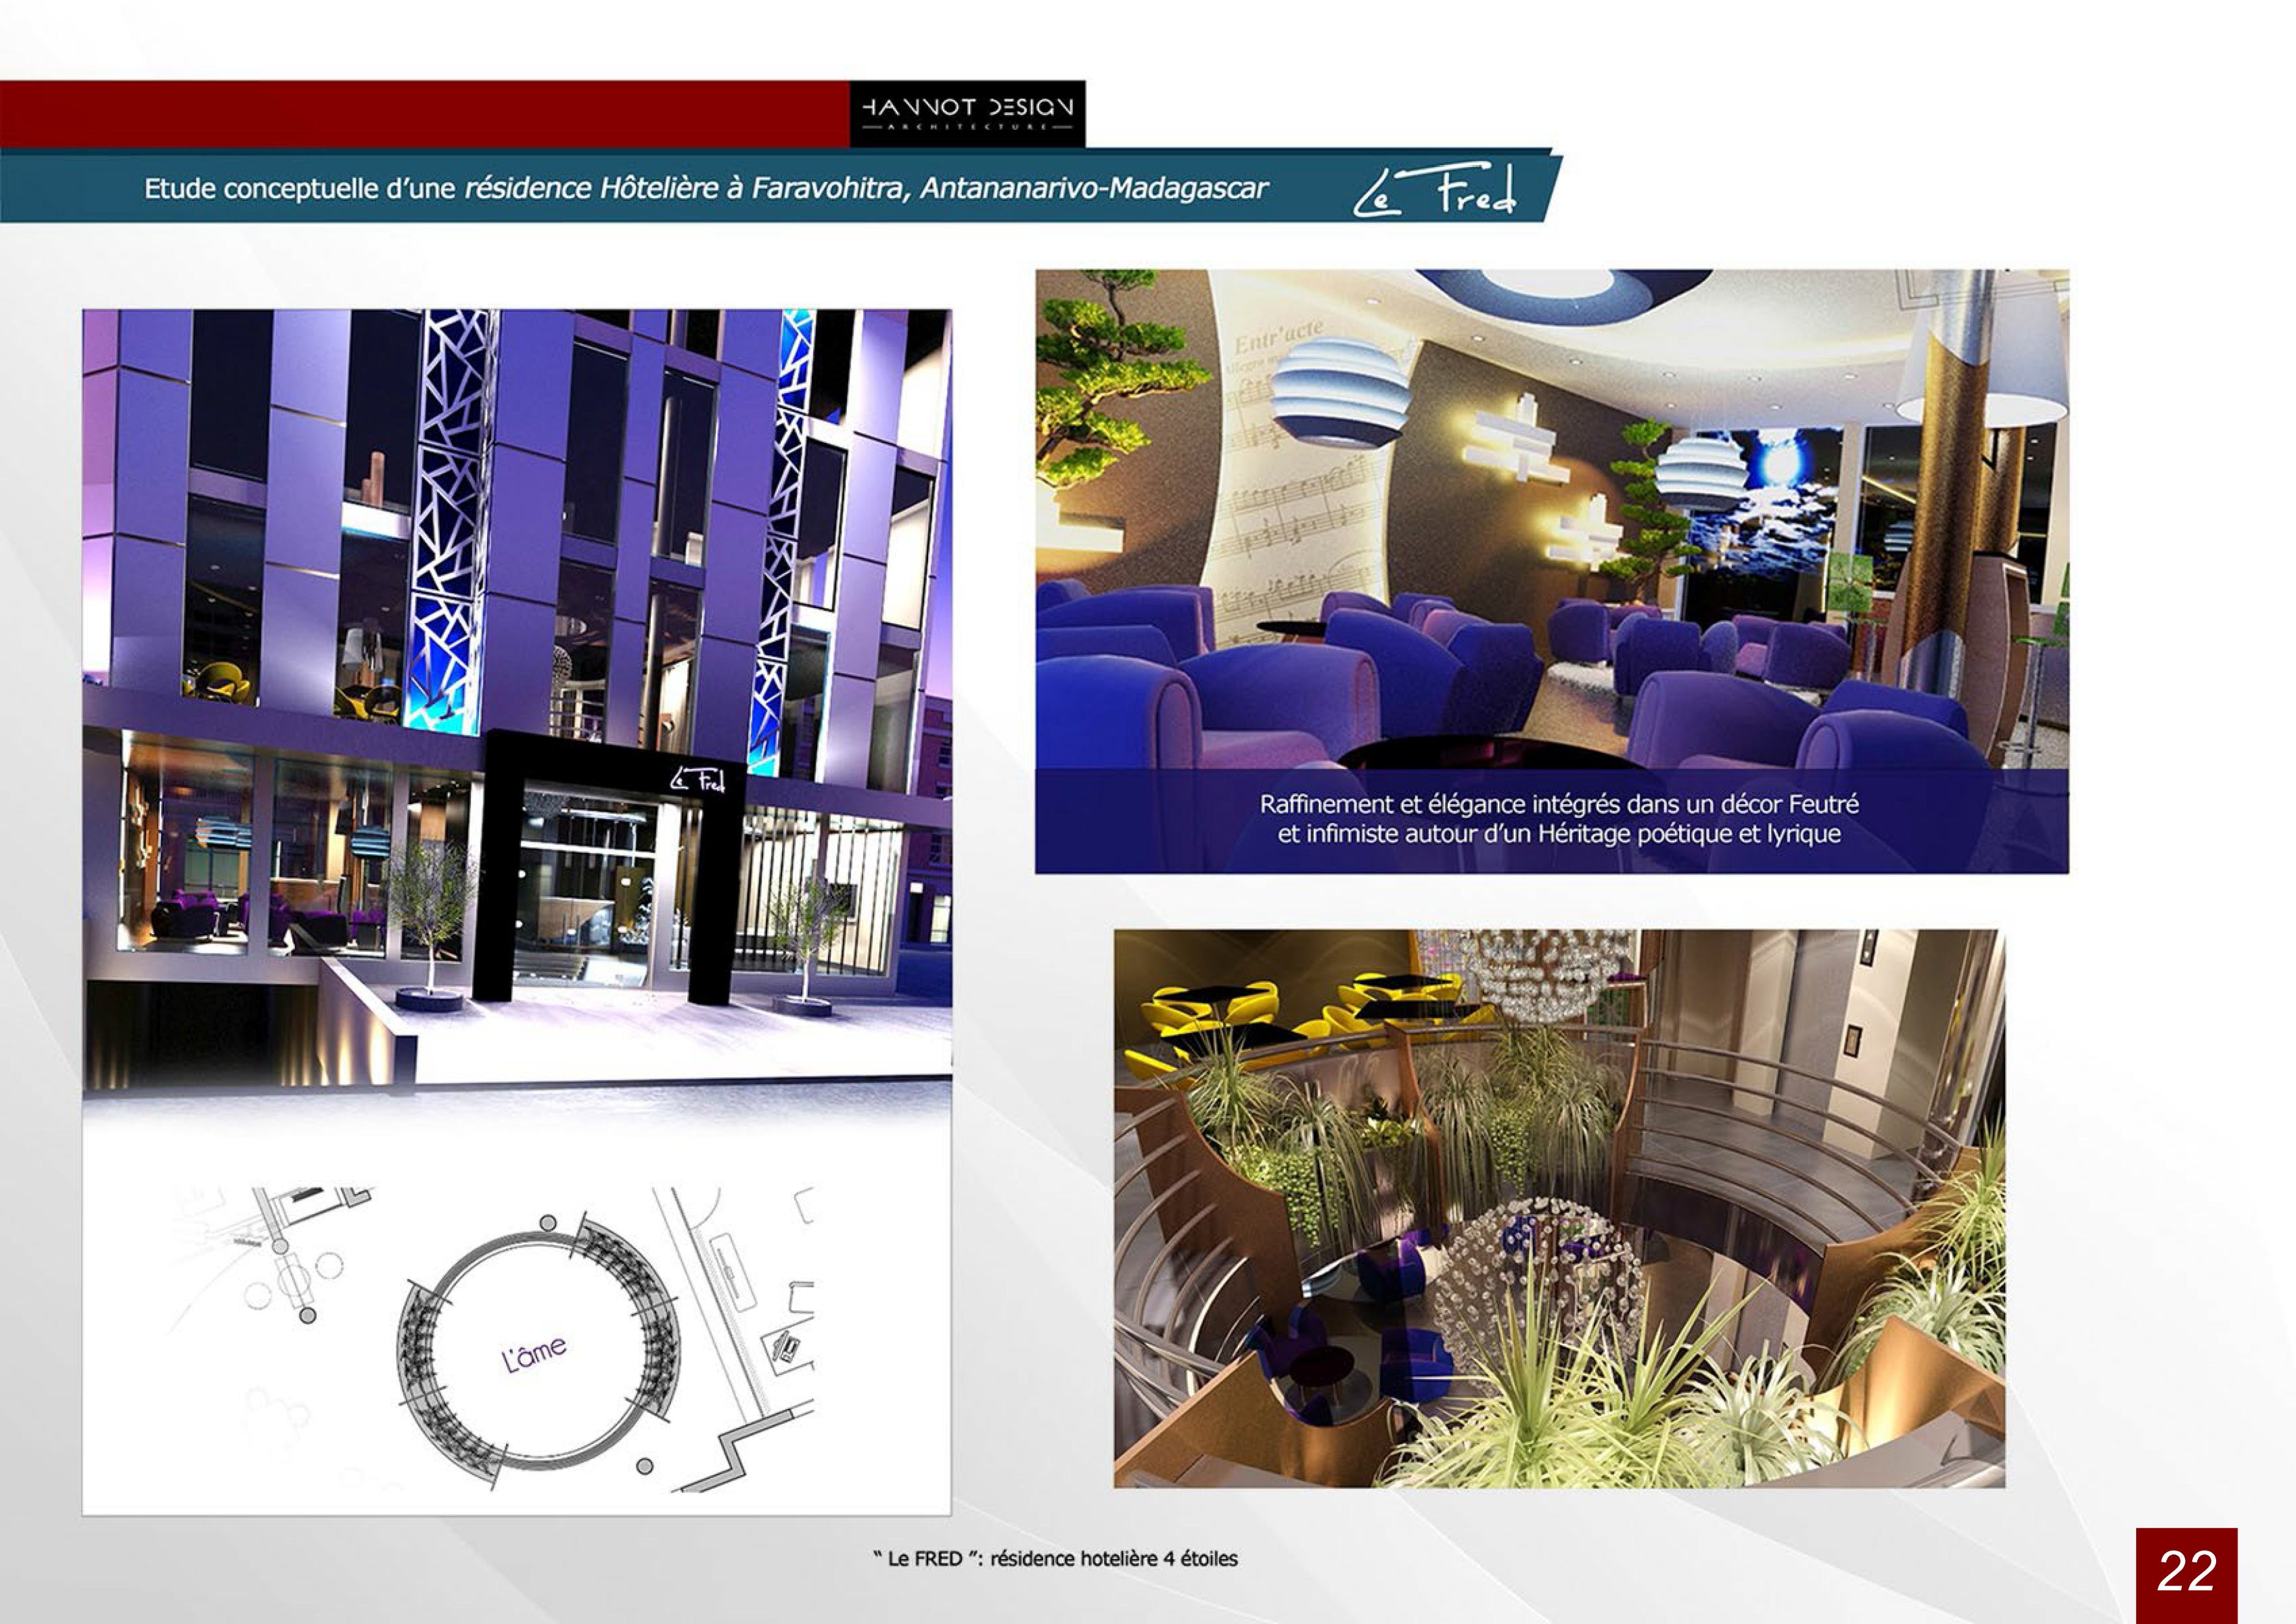 HANNOT DESIGN
ARCHITECTURE
Etude conceptuelle d’une résidence Hôtelière à Faravohitra, Antananarivo-Madagascar
Le Fred
Entr'acte
Le Fred
Raffinement et élégance intégrés dans un décor Feutré
et infimiste autour d’un Héritage poétique et lyrique
L'âme
“ Le FRED ”: résidence hotelière 4 étoiles
22